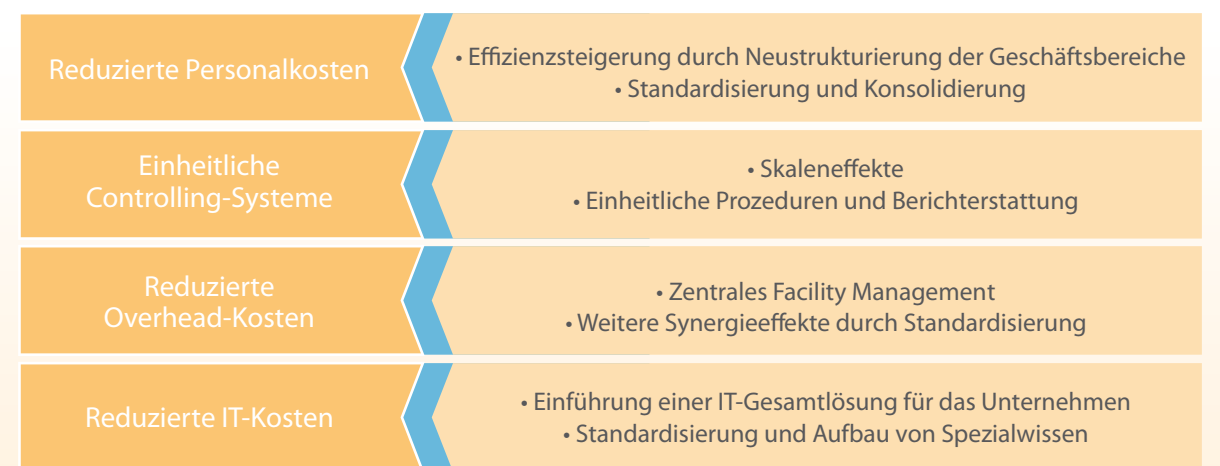 Reduzierte Personalkosten
• Effizienzsteigerung durch Neustrukturierung der Geschäftsbereiche
• Standardisierung und Konsolidierung
Einheitliche
Controlling-Systeme
• Skaleneffekte
• Einheitliche Prozeduren und Berichterstattung
Reduzierte
Overhead-Kosten
• Zentrales Facility Management
• Weitere Synergieeffekte durch Standardisierung
Reduzierte IT-Kosten
• Einführung einer IT-Gesamtlösung für das Unternehmen
• Standardisierung und Aufbau von Spezialwissen